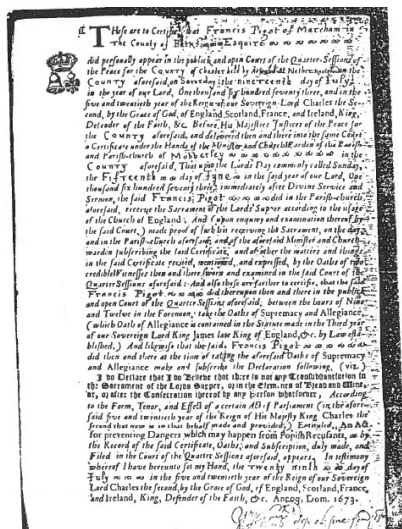 These are to Certifie, that Francis Pigot of Marcham in
The County of Berks Esquire
did personally appear in the publick and open Court of the Quarter-Sessions of
the Peace for the County of Chester held by at Nether on
County aforesaid, on Saturday the nineteenth day of July
in the year of our Lord, One thousand six hundred seventy three, and in the
five and twentieth year of the Reign of our Sovereign Lord Charles the Se-
cond, by the Grace of God, of England, Scotland, France, and Ireland, King,
Defender of the Faith, &c. Before His Majesties Justices of the Peace for
the COUNTY aforesaid, and delivered then and there into the same Court
a Certificate under the Hands of the Minister and Churchwarden of the Parish
and Parish-church of Mobberley in the
COUNTY aforesaid, That upon the Lords Day commonly called Sunday,
the Fifteenth day of June in the said year of our Lord, One
thousand six hundred seventy three, immediately after Divine Service and
Sermon, the said Francis Pigot did in the Parish-church
aforesaid, receive the Sacrament of the Lords Supper according to the usage
of the Church of England; And (upon enquiry and examination thereof by
the said Court,) made proof of such his receiving the Sacrament, on the day,
and in the Parish-church aforesaid, and of the aforesaid Minister and Church-
warden subscribing the said Certificate, and of other the matters and things
in the said Certificate recited, mentioned, and expressed, by the Oaths of two
credible Witnesses then and there sworn and examined in the said Court of the
Quarter Sessions aforesaid: And also these are further to certifie, that the said
Francis Pigot did thereupon then and there in the publick
and open Court of the Quarter Sessions aforesaid, between the hours of Nine
and Twelve in the Forenoon, take the Oaths of Supremacy and Allegiance
(which Oath of Allegiance is contained in the Statute made in the Third year
of our Sovereign Lord King James late King of England, &c. by Law esta-
blished,) And likewise that the said, Francis Pigot
did then and there at the time of taking the aforesaid Oaths of Supremacy
and Allegiance make and subscribe the Declaration following, (viz.)
I do Declare that I do Believe that there is not any Transubstantiation in
the Sacrament of the Lords Supper, or in the Elements of Bread and Wine,
at, or after the Consecration thereof by any Person whatsoever, According
to the Form, Tenor, and Effect of a certain Act of Parliament (in the afore-
said five and twentieth year of the Reign of His Majesty King Charles the
second that now is in that behalf made and provided,) Entituled, An Act
for preventing Dangers which may happen from Popish Recusants, as by
the Record of the said Certificate, Oaths, and Subscription, duly made, and
Filed in the Court of the Quarter Sessions aforesaid, appears. In testimony
whereof I have hereunto set my Hand, the twenty ninth day of
July in the five and twentieth year of the Reign of our Sovereign
Lord Charles the second, by the Grace of God, of England, Scotland, France
and Ireland, King, Defender of the Faith, &c. Annoq, Dom. 1673.